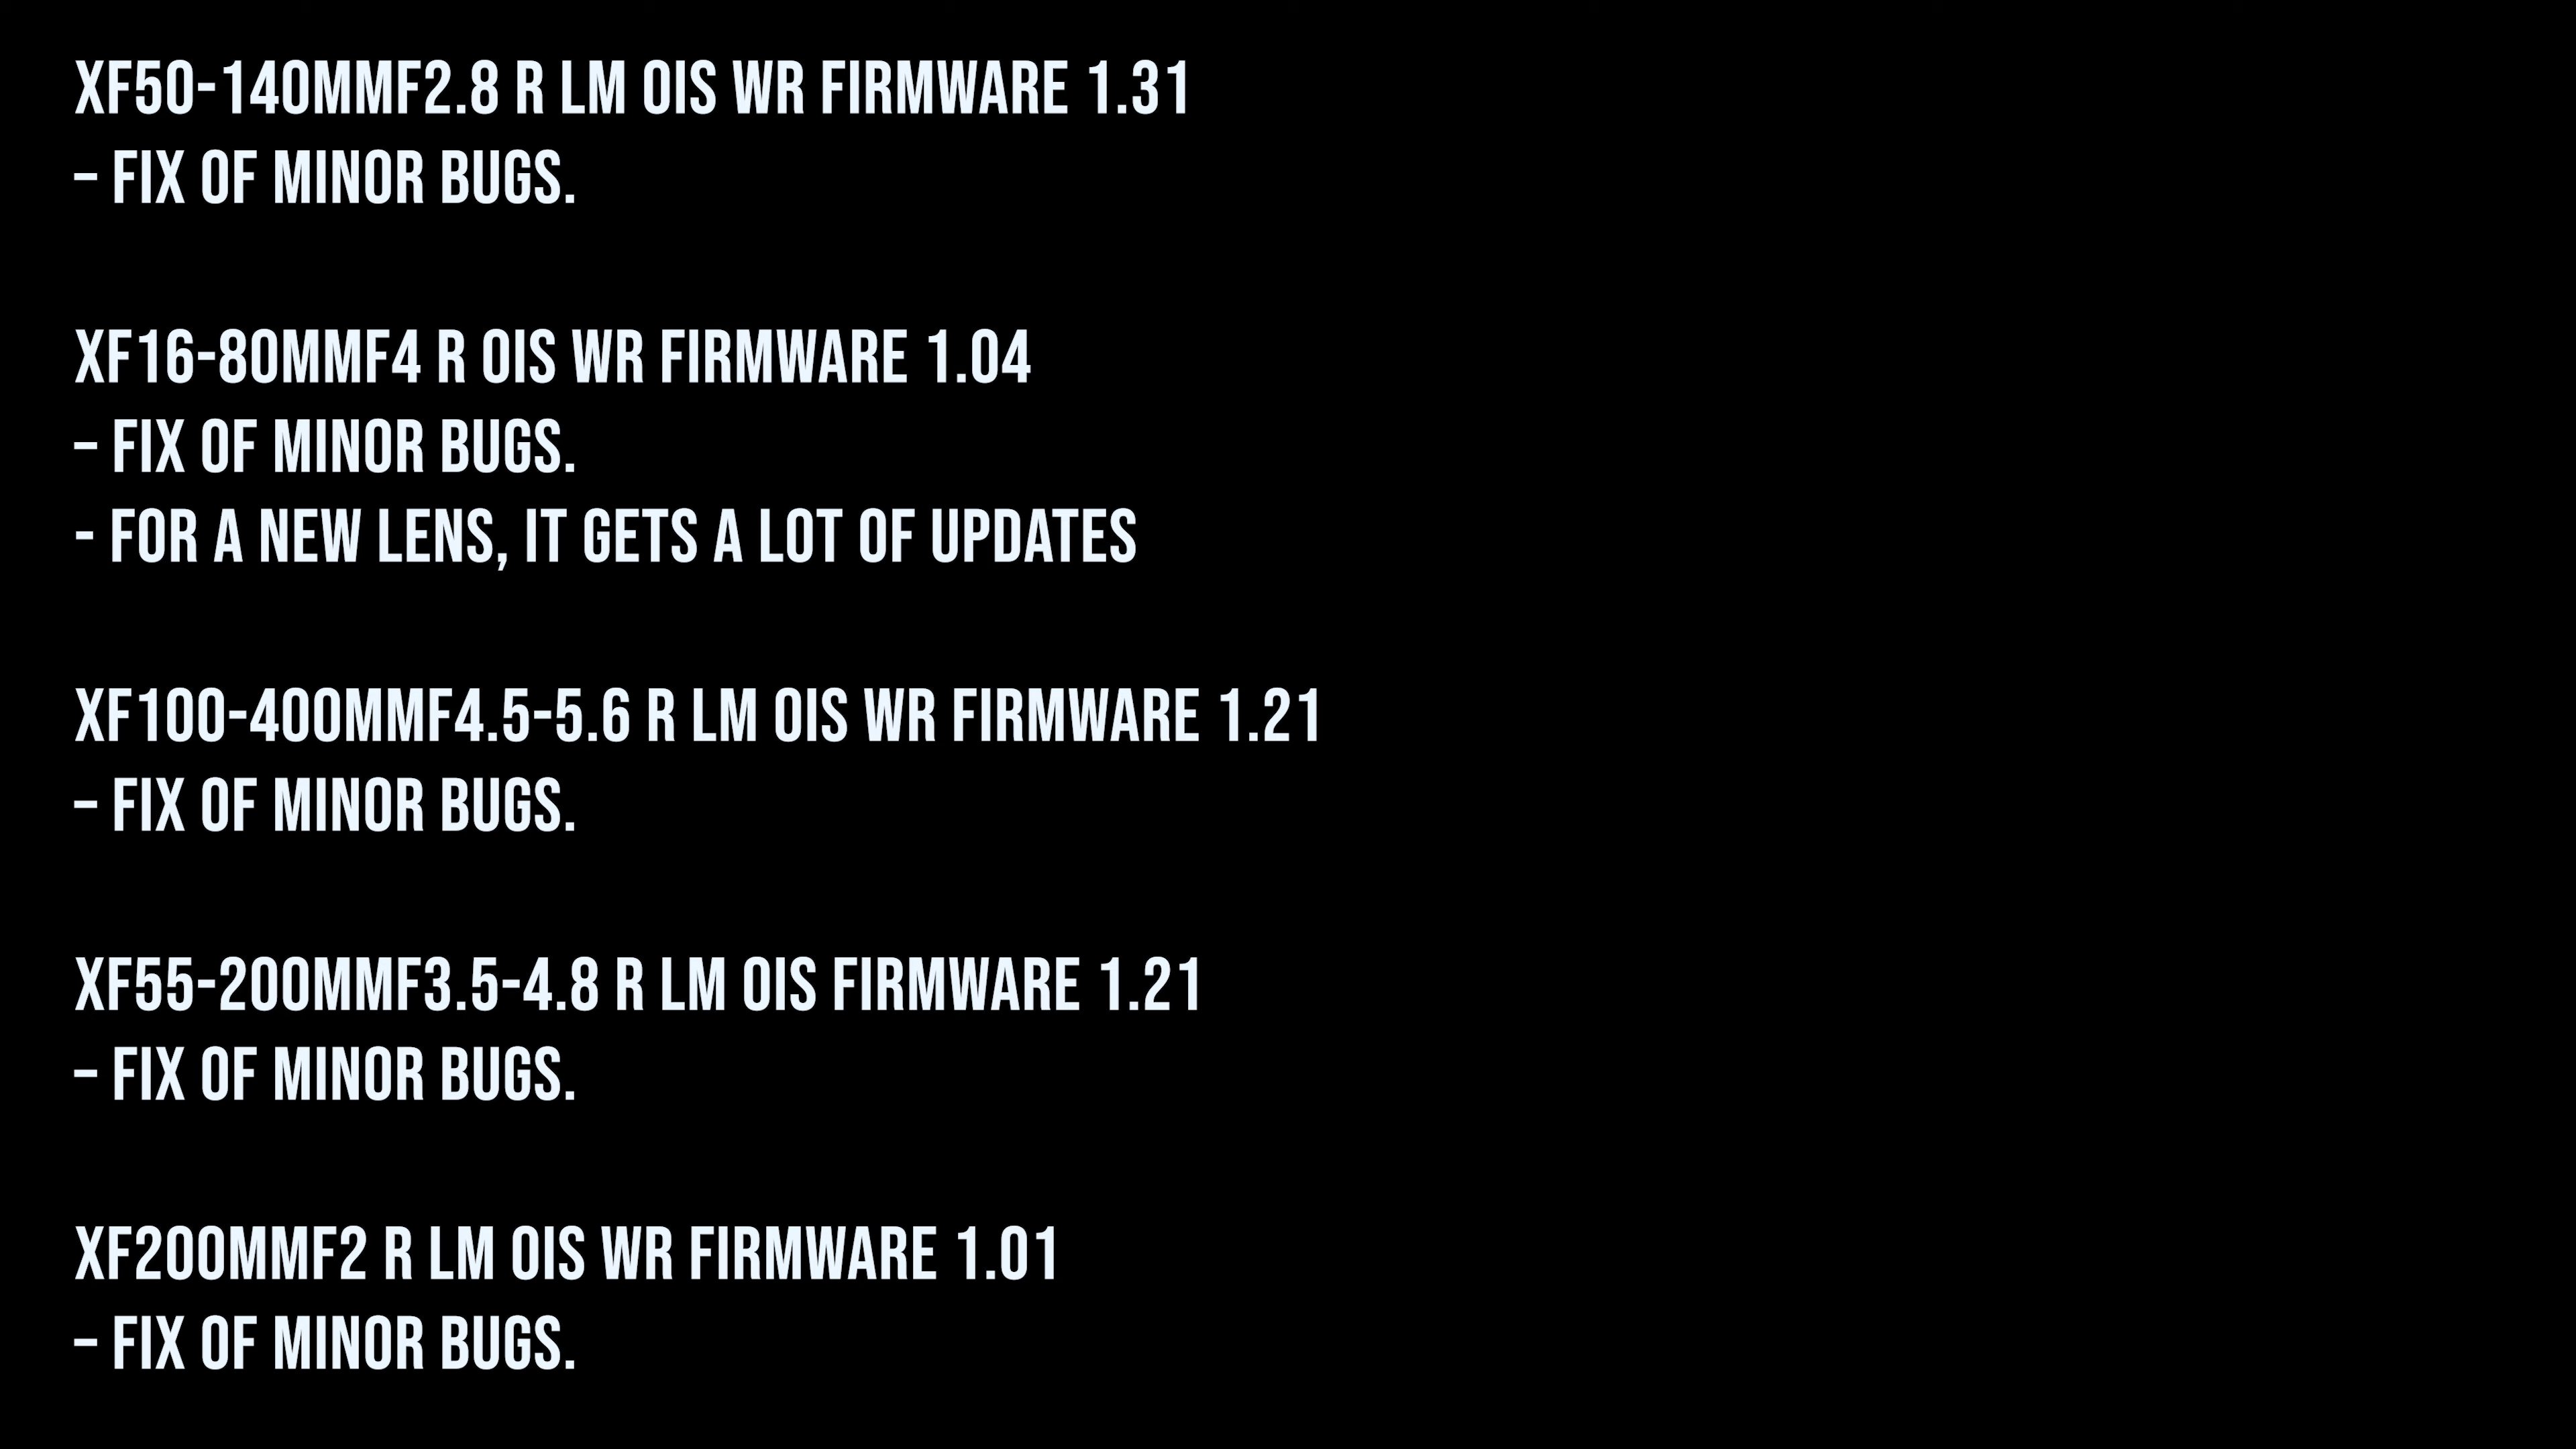 XF50-140MMF2.8 R LM OIS WR FIRMWARE 1.31
– FIX OF MINOR BUGS.
XF16-80MMF4 R OIS WR FIRMWARE 1.04
– FIX OF MINOR BUGS.
- FOR A NEW LENS, IT GETS A LOT OF UPDATES
XF100-400MMF4.5-5.6 R LM OIS WR FIRMWARE 1.21
– FIX OF MINOR BUGS.
XF55-200MMF3.5-4.8 R LM OIS FIRMWARE 1.21
– FIX OF MINOR BUGS.
XF200MMF2 R LM OIS WR FIRMWARE 1.01
– FIX OF MINOR BUGS.